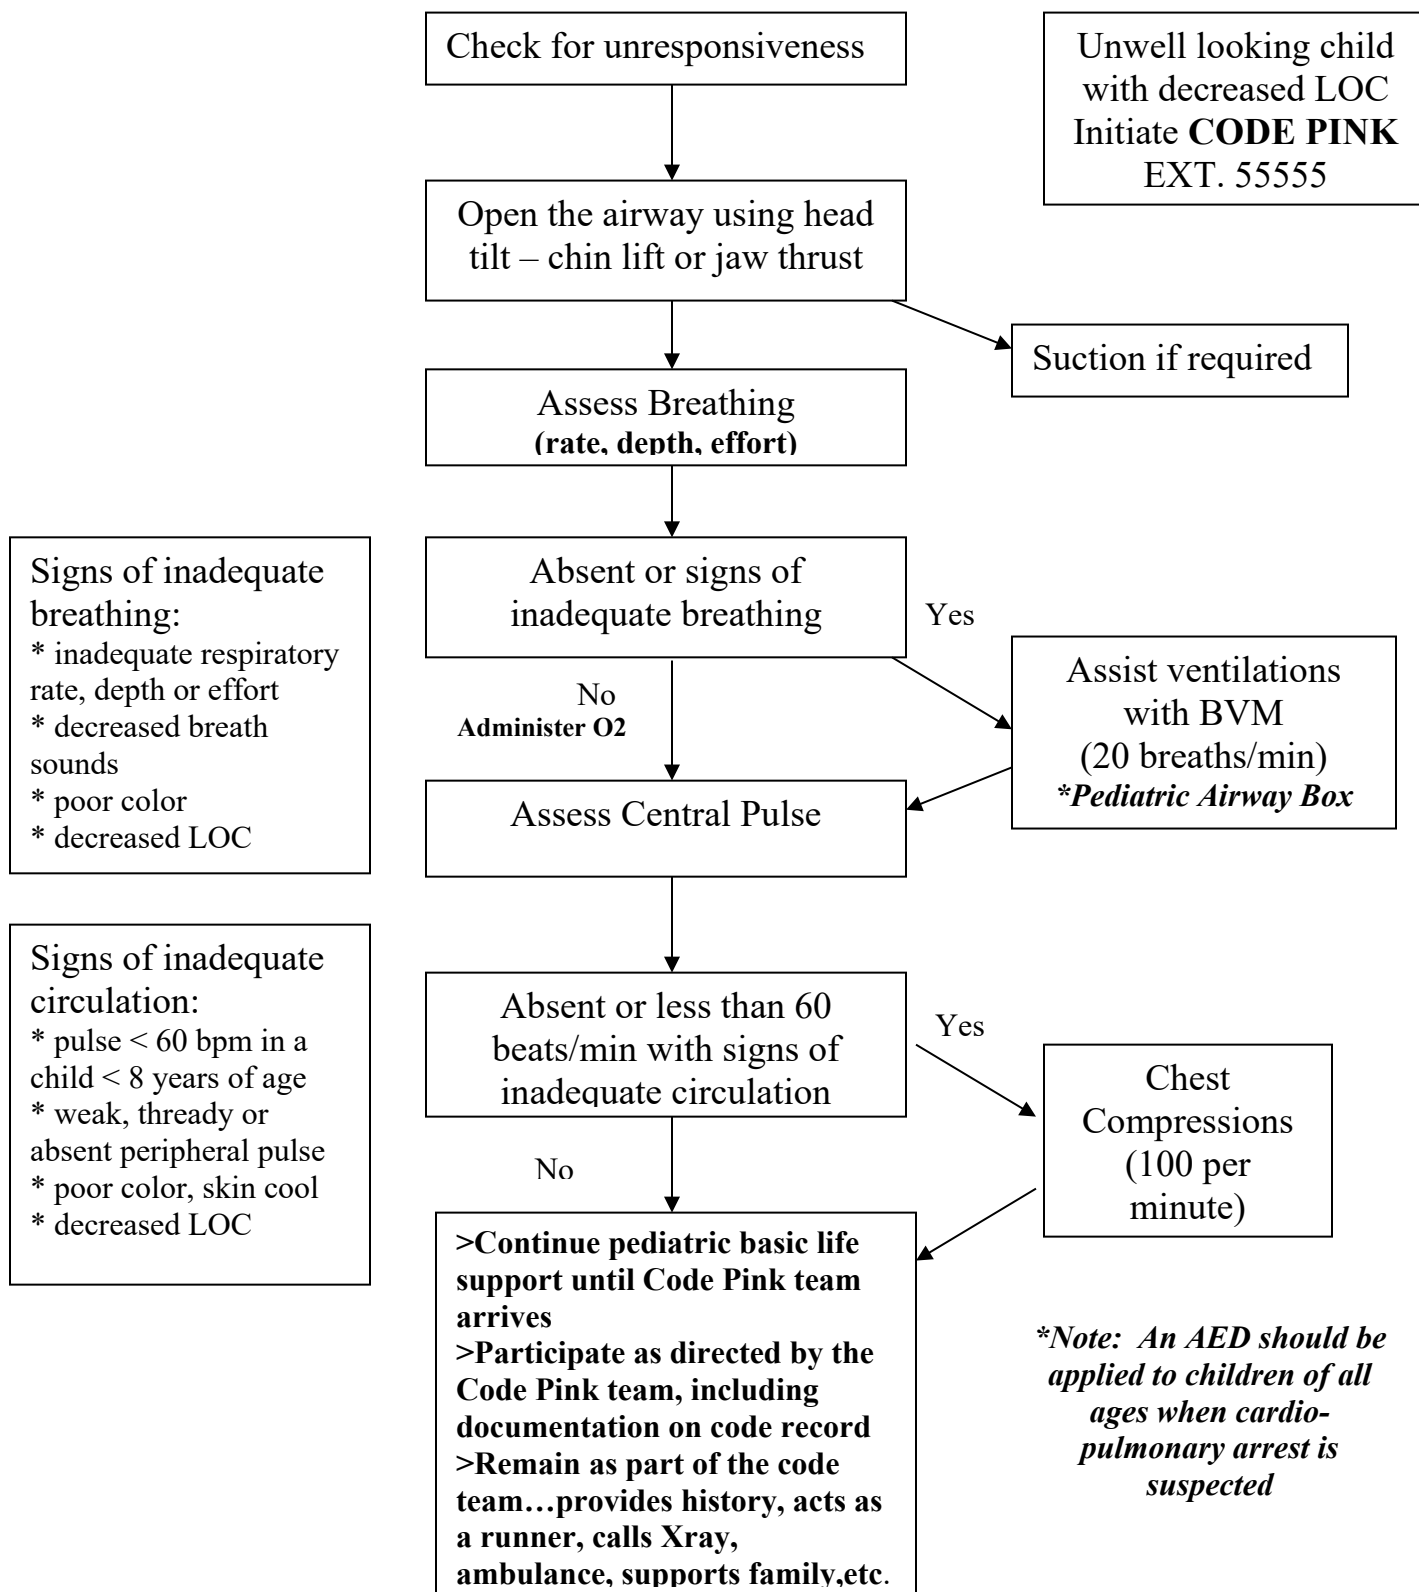 Check for unresponsiveness
Unwell looking child
with decreased LOC
Initiate CODE PINK
EXT. 55555
Open the airway using head
tilt – chin lift or jaw thrust
Suction if required
Assess Breathing
(rate, depth, effort)
Signs of inadequate
breathing:
* inadequate respiratory
rate, depth or effort
* decreased breath
sounds
* poor color
* decreased LOC
Absent or signs of
inadequate breathing
Yes
No
Administer O2
Assist ventilations
with BVM
(20 breaths/min)
*Pediatric Airway Box
Assess Central Pulse
Signs of inadequate
circulation:
* pulse < 60 bpm in a
child < 8 years of age
* weak, thready or
absent peripheral pulse
* poor color, skin cool
* decreased LOC
Absent or less than 60
beats/min with signs of
inadequate circulation
Yes
No
Chest
Compressions
(100 per
minute)
>Continue pediatric basic life
support until Code Pink team
arrives
>Participate as directed by the
Code Pink team, including
documentation on code record
>Remain as part of the code
team…provides history, acts as
a runner, calls Xray,
ambulance, supports family,etc.
*Note: An AED should be
applied to children of all
ages when cardio-
pulmonary arrest is
suspected